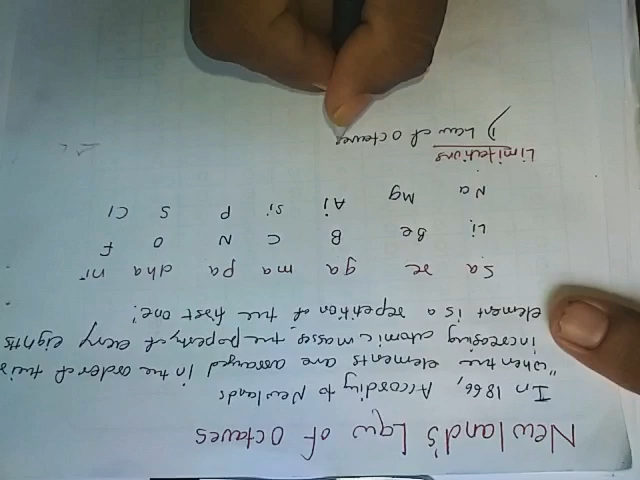 Newland's Law of Octaves
In 1866, According to Newlands
"when the elements are arranged in the order of their
increasing atomic masses, the property of every eights
element is a repetition of the first one".
Sa re ga ma pa dha ni
Li Be B C N O F
Na Mg Al Si P S Cl
Limitations
1) Law of Octaves